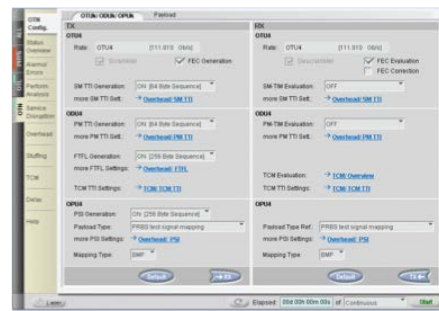 OTN
Config.
Status
Overview
Alarms/
Errors
Perform.
Analysis
Service
Disruption
Overhead
Stuffing
TCM
Delay
Help
OTUk/ ODUk/ OPUk
Payload
TX
OTU4
Rate: OTU4 [111.810 Gb/s]
Scrambler
FEC Generation
SM TTI Generation: ON [64 Byte Sequence]
more SM TTI Sett.: Overhead/ SM TTI
ODU4
PM TTI Generation: ON [64 Byte Sequence]
more PM TTI Sett.: Overhead/ PM TTI
FTFL Generation: ON [256 Byte Sequence]
more FTFL Settings: Overhead/ FTFL
TCM TTI Settings: TCM/ TCM TTI
OPU4
PSI Generation: ON [256 Byte Sequence]
Payload Type: PRBS test signal mapping
more PSI Settings: Overhead/ PSI
Mapping Type: BMP
Default
RX
OTU4
Rate: OTU4 [111.810 Gb/s]
Descrambler
FEC Evaluation
FEC Correction
SM-TIM Evaluation: OFF
more SM TTI Sett.: Overhead/ SM TTI
ODU4
PM-TIM Evaluation: OFF
more PM TTI Sett.: Overhead/ PM TTI
TCM Evaluation: TCM/ Overview
TCM TTI Settings: TCM/ TCM TTI
OPU4
Payload Type Ref.: PRBS test signal mapping
more PSI Settings: Overhead/ PSI
Mapping Type: BMP
Default
Elapsed: 00d 00h 00m 00s of Continuous
Start